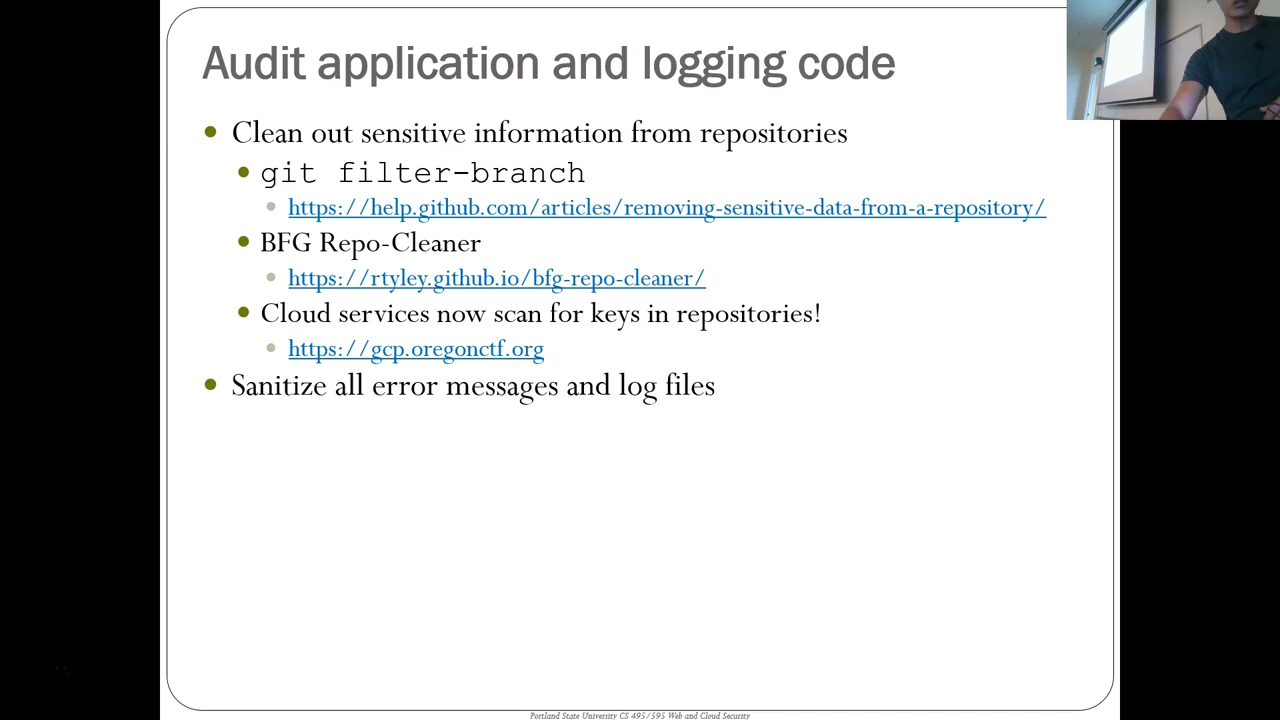 Audit application and logging code
Clean out sensitive information from repositories
git filter-branch
https://help.github.com/articles/removing-sensitive-data-from-a-repository/
BFG Repo-Cleaner
https://rtyley.github.io/bfg-repo-cleaner/
Cloud services now scan for keys in repositories!
https://gcp.oregonctf.org
Sanitize all error messages and log files
Portland State University CS 495/595 Web and Cloud Security